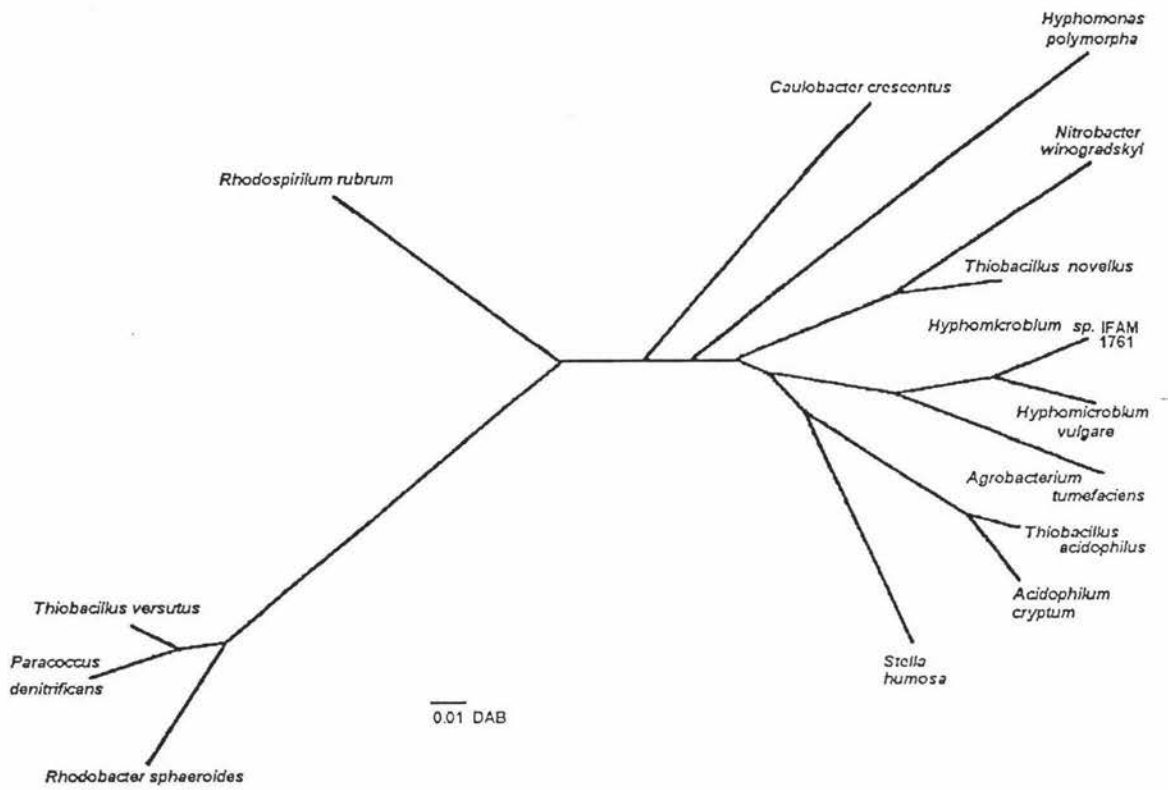 Hyphomonas
polymorpha
Caulobacter crescentus
Nitrobacter
winogradskyi
Rhodospirilum rubrum
Thiobacillus novellus
Hyphomicrobium sp. IFAM
1761
Hyphomicrobium
vulgare
Agrobacterium
tumefaciens
Thiobacillus
acidophilus
Acidophilum
cryptum
Stella
humosa
Thiobacillus versutus
Paracoccus
denitrificans
Rhodobacter sphaeroides
0.01 DAB